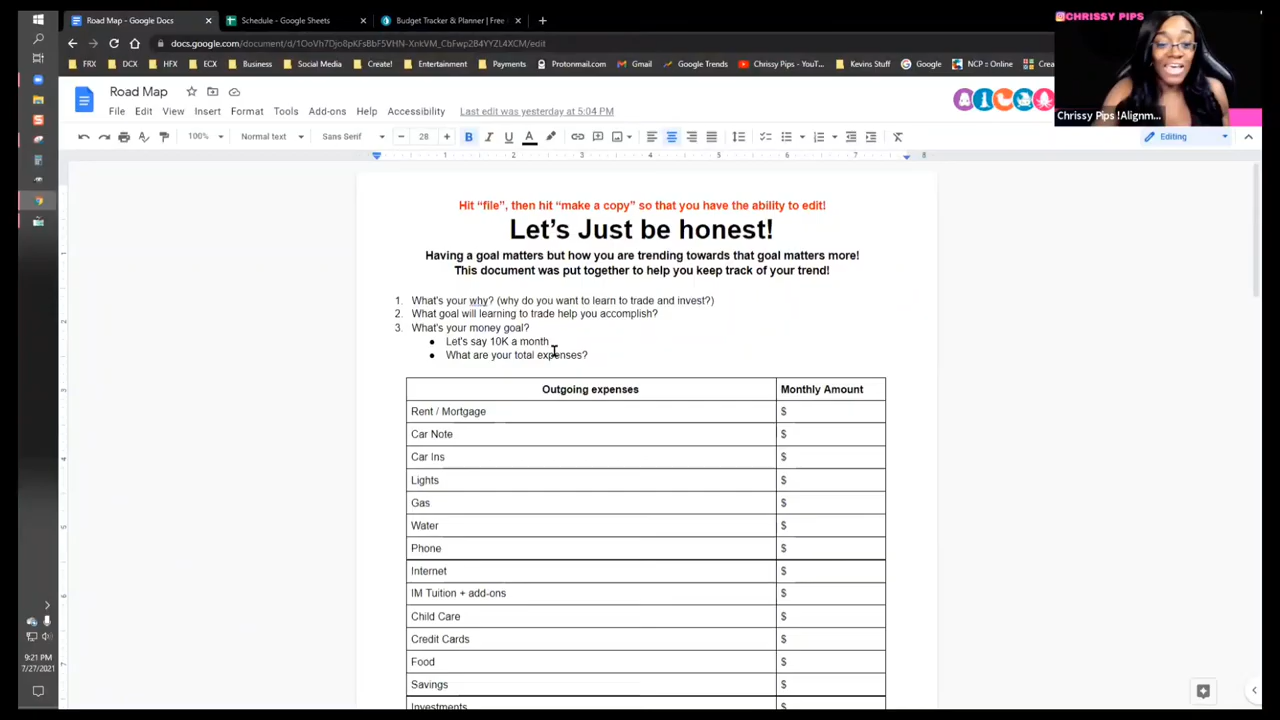 Road Map - Google Docs
Schedule - Google Sheets
Budget Tracker & Planner | Free
CHRISSY PIPS
docs.google.com/document/d/
/edit
FRX
DCX
HFX
ECX
Business
Social Media
Create!
Entertainment
Payments
Protonmail.com
Gmail
Google Trends
Chrissy Pips - YouT...
Kevins Stuff
Google
NCP :: Online
Crea
Road Map
File Edit View Insert Format Tools Add-ons Help Accessibility
Last edit was yesterday at 5:04 PM
Chrissy Pips !Alignm...
100%
Normal text
Sans Serif
28
B I U A
Editing
1 2 3 4 5 6 7 8
Hit “file”, then hit “make a copy” so that you have the ability to edit!
Let’s Just be honest!
Having a goal matters but how you are trending towards that goal matters more!
This document was put together to help you keep track of your trend!
1. What's your why? (why do you want to learn to trade and invest?)
2. What goal will learning to trade help you accomplish?
3. What's your money goal?
● Let's say 10K a month
● What are your total expenses?
Outgoing expenses Monthly Amount
Rent / Mortgage $
Car Note $
Car Ins $
Lights $
Gas $
Water $
Phone $
Internet $
IM Tuition + add-ons $
Child Care $
Credit Cards $
Food $
Savings $
Investments $
9:21 PM
7/27/2021